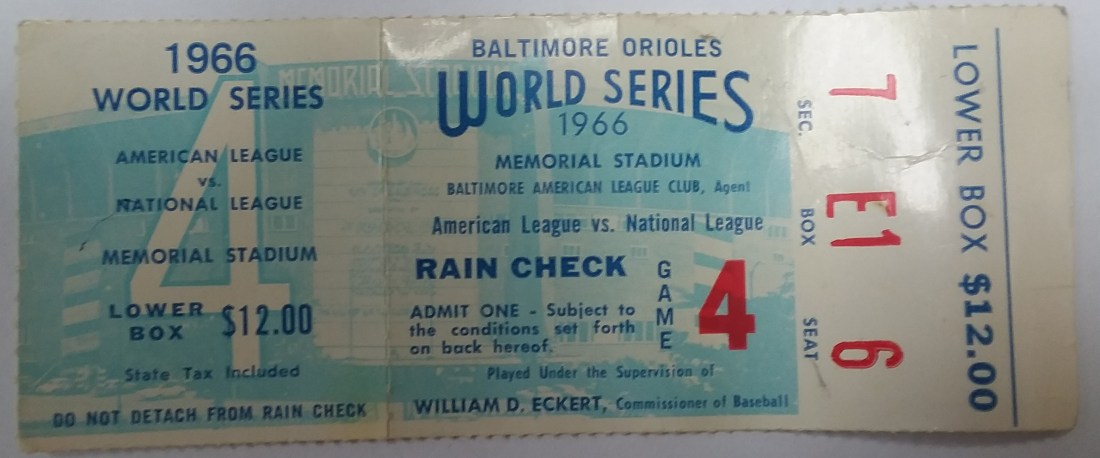 1966
WORLD SERIES
AMERICAN LEAGUE
vs.
NATIONAL LEAGUE
MEMORIAL STADIUM
LOWER BOX $12.00
State Tax Included
DO NOT DETACH FROM RAIN CHECK
4
MEMORIAL STADIUM
BALTIMORE ORIOLES
WORLD SERIES
1966
MEMORIAL STADIUM
BALTIMORE AMERICAN LEAGUE CLUB, Agent
American League vs. National League
RAIN CHECK
ADMIT ONE - Subject to
the conditions set forth
on back hereof.
GAME 4
Played Under the Supervision of
WILLIAM D. ECKERT, Commissioner of Baseball
SEC. BOX SEAT
7 E1 6
LOWER BOX $12.00